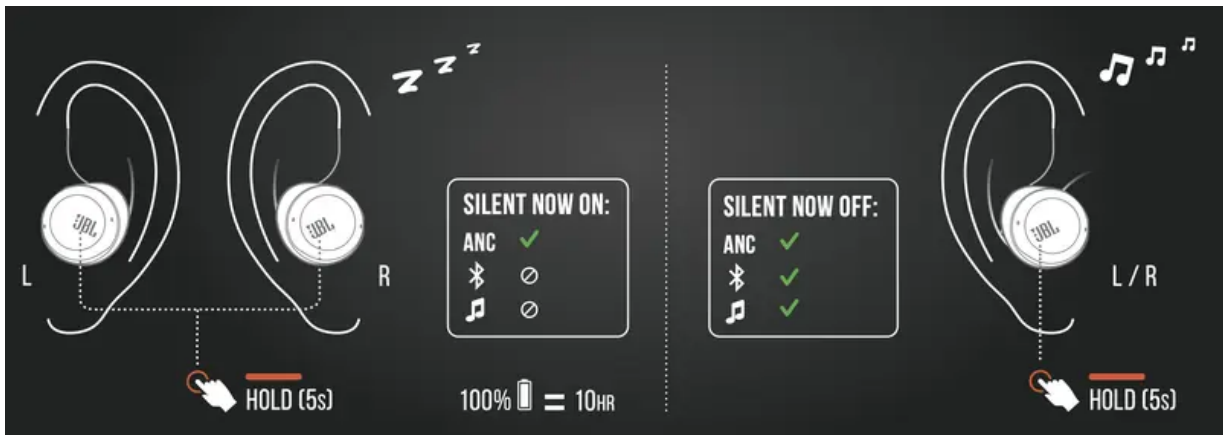 z z z
JBL
JBL
L
R
HOLD (5s)
SILENT NOW ON:
ANC
100% = 10HR
SILENT NOW OFF:
ANC
JBL
L / R
HOLD (5s)